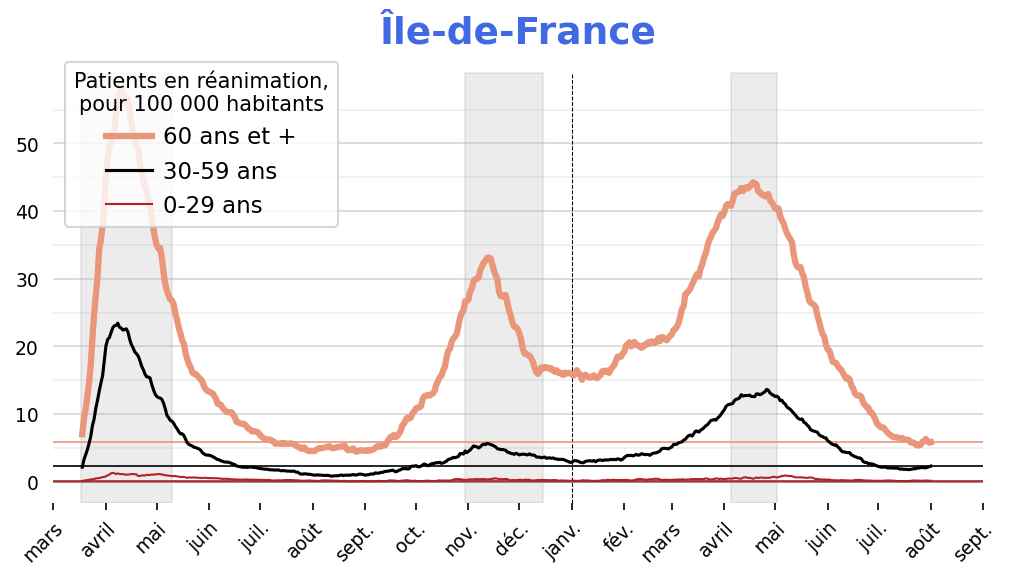 Île-de-France
Patients en réanimation,
pour 100 000 habitants
60 ans et +
30-59 ans
0-29 ans
50
40
30
20
10
0
mars
avril
mai
juin
juil.
août
sept.
oct.
nov.
déc.
janv.
fév.
mars
avril
mai
juin
juil.
août
sept.